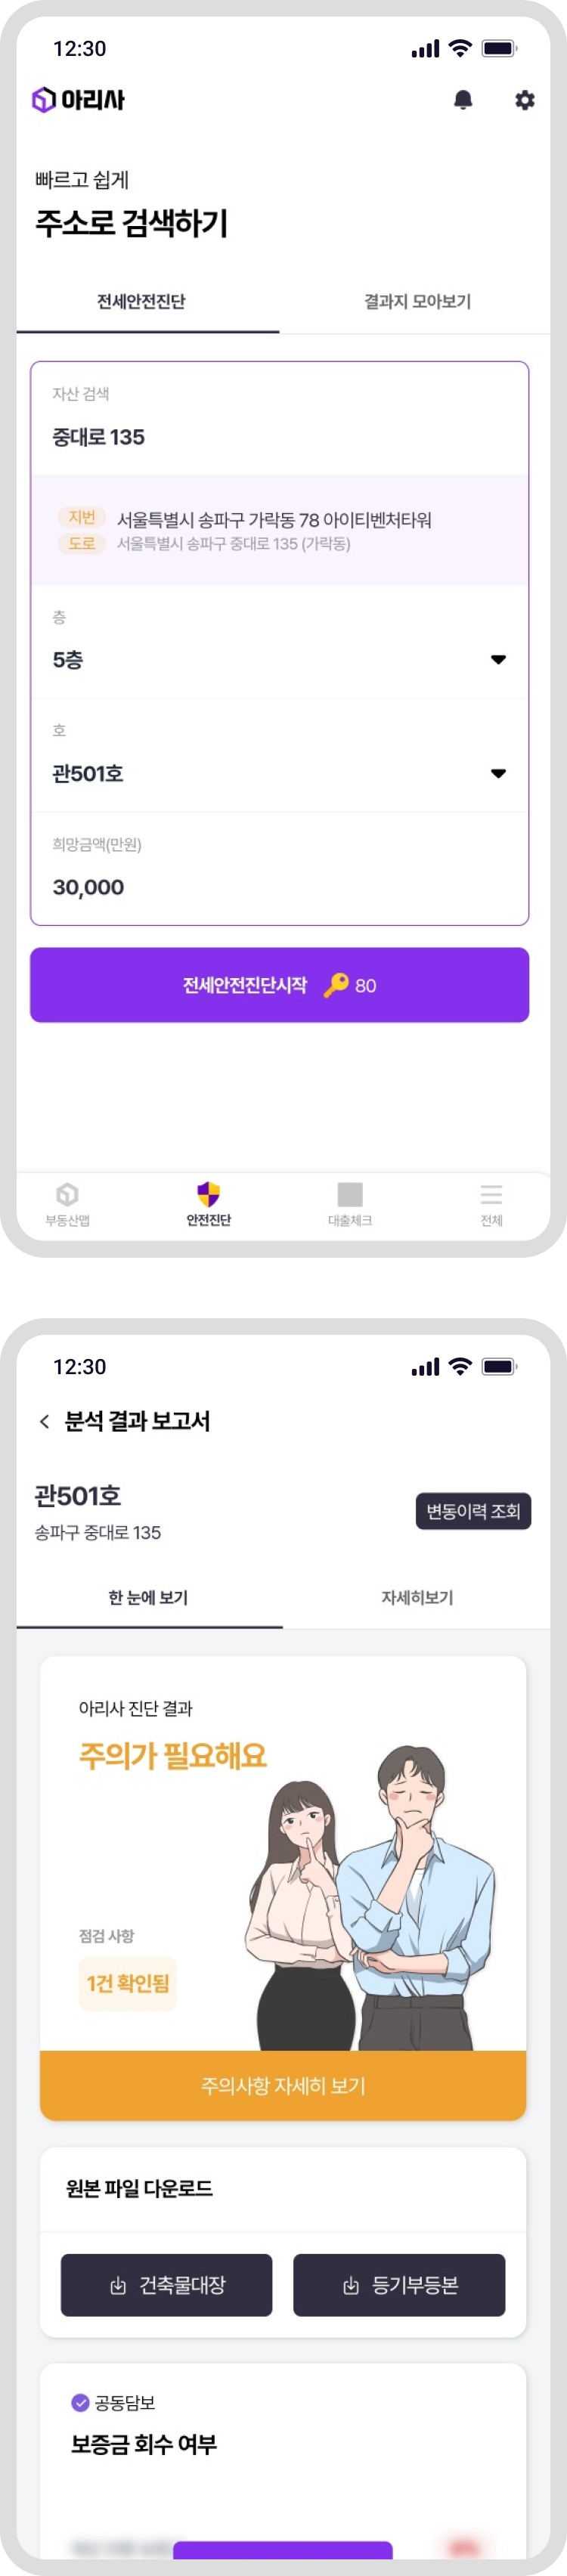 12:30
아리사
빠르고 쉽게
주소로 검색하기
전세안전진단
결과지 모아보기
자산 검색
중대로 135
지번 서울특별시 송파구 가락동 78 아이티벤처타워
도로 서울특별시 송파구 중대로 135 (가락동)
층
5층
호
관501호
희망금액(만원)
30,000
전세안전진단시작 80
부동산맵
안전진단
대출체크
전체
12:30
분석 결과 보고서
관501호
송파구 중대로 135
변동이력 조회
한 눈에 보기
자세히보기
아리사 진단 결과
주의가 필요해요
점검 사항
1건 확인됨
주의사항 자세히 보기
원본 파일 다운로드
건축물대장
등기부등본
공동담보
보증금 회수 여부